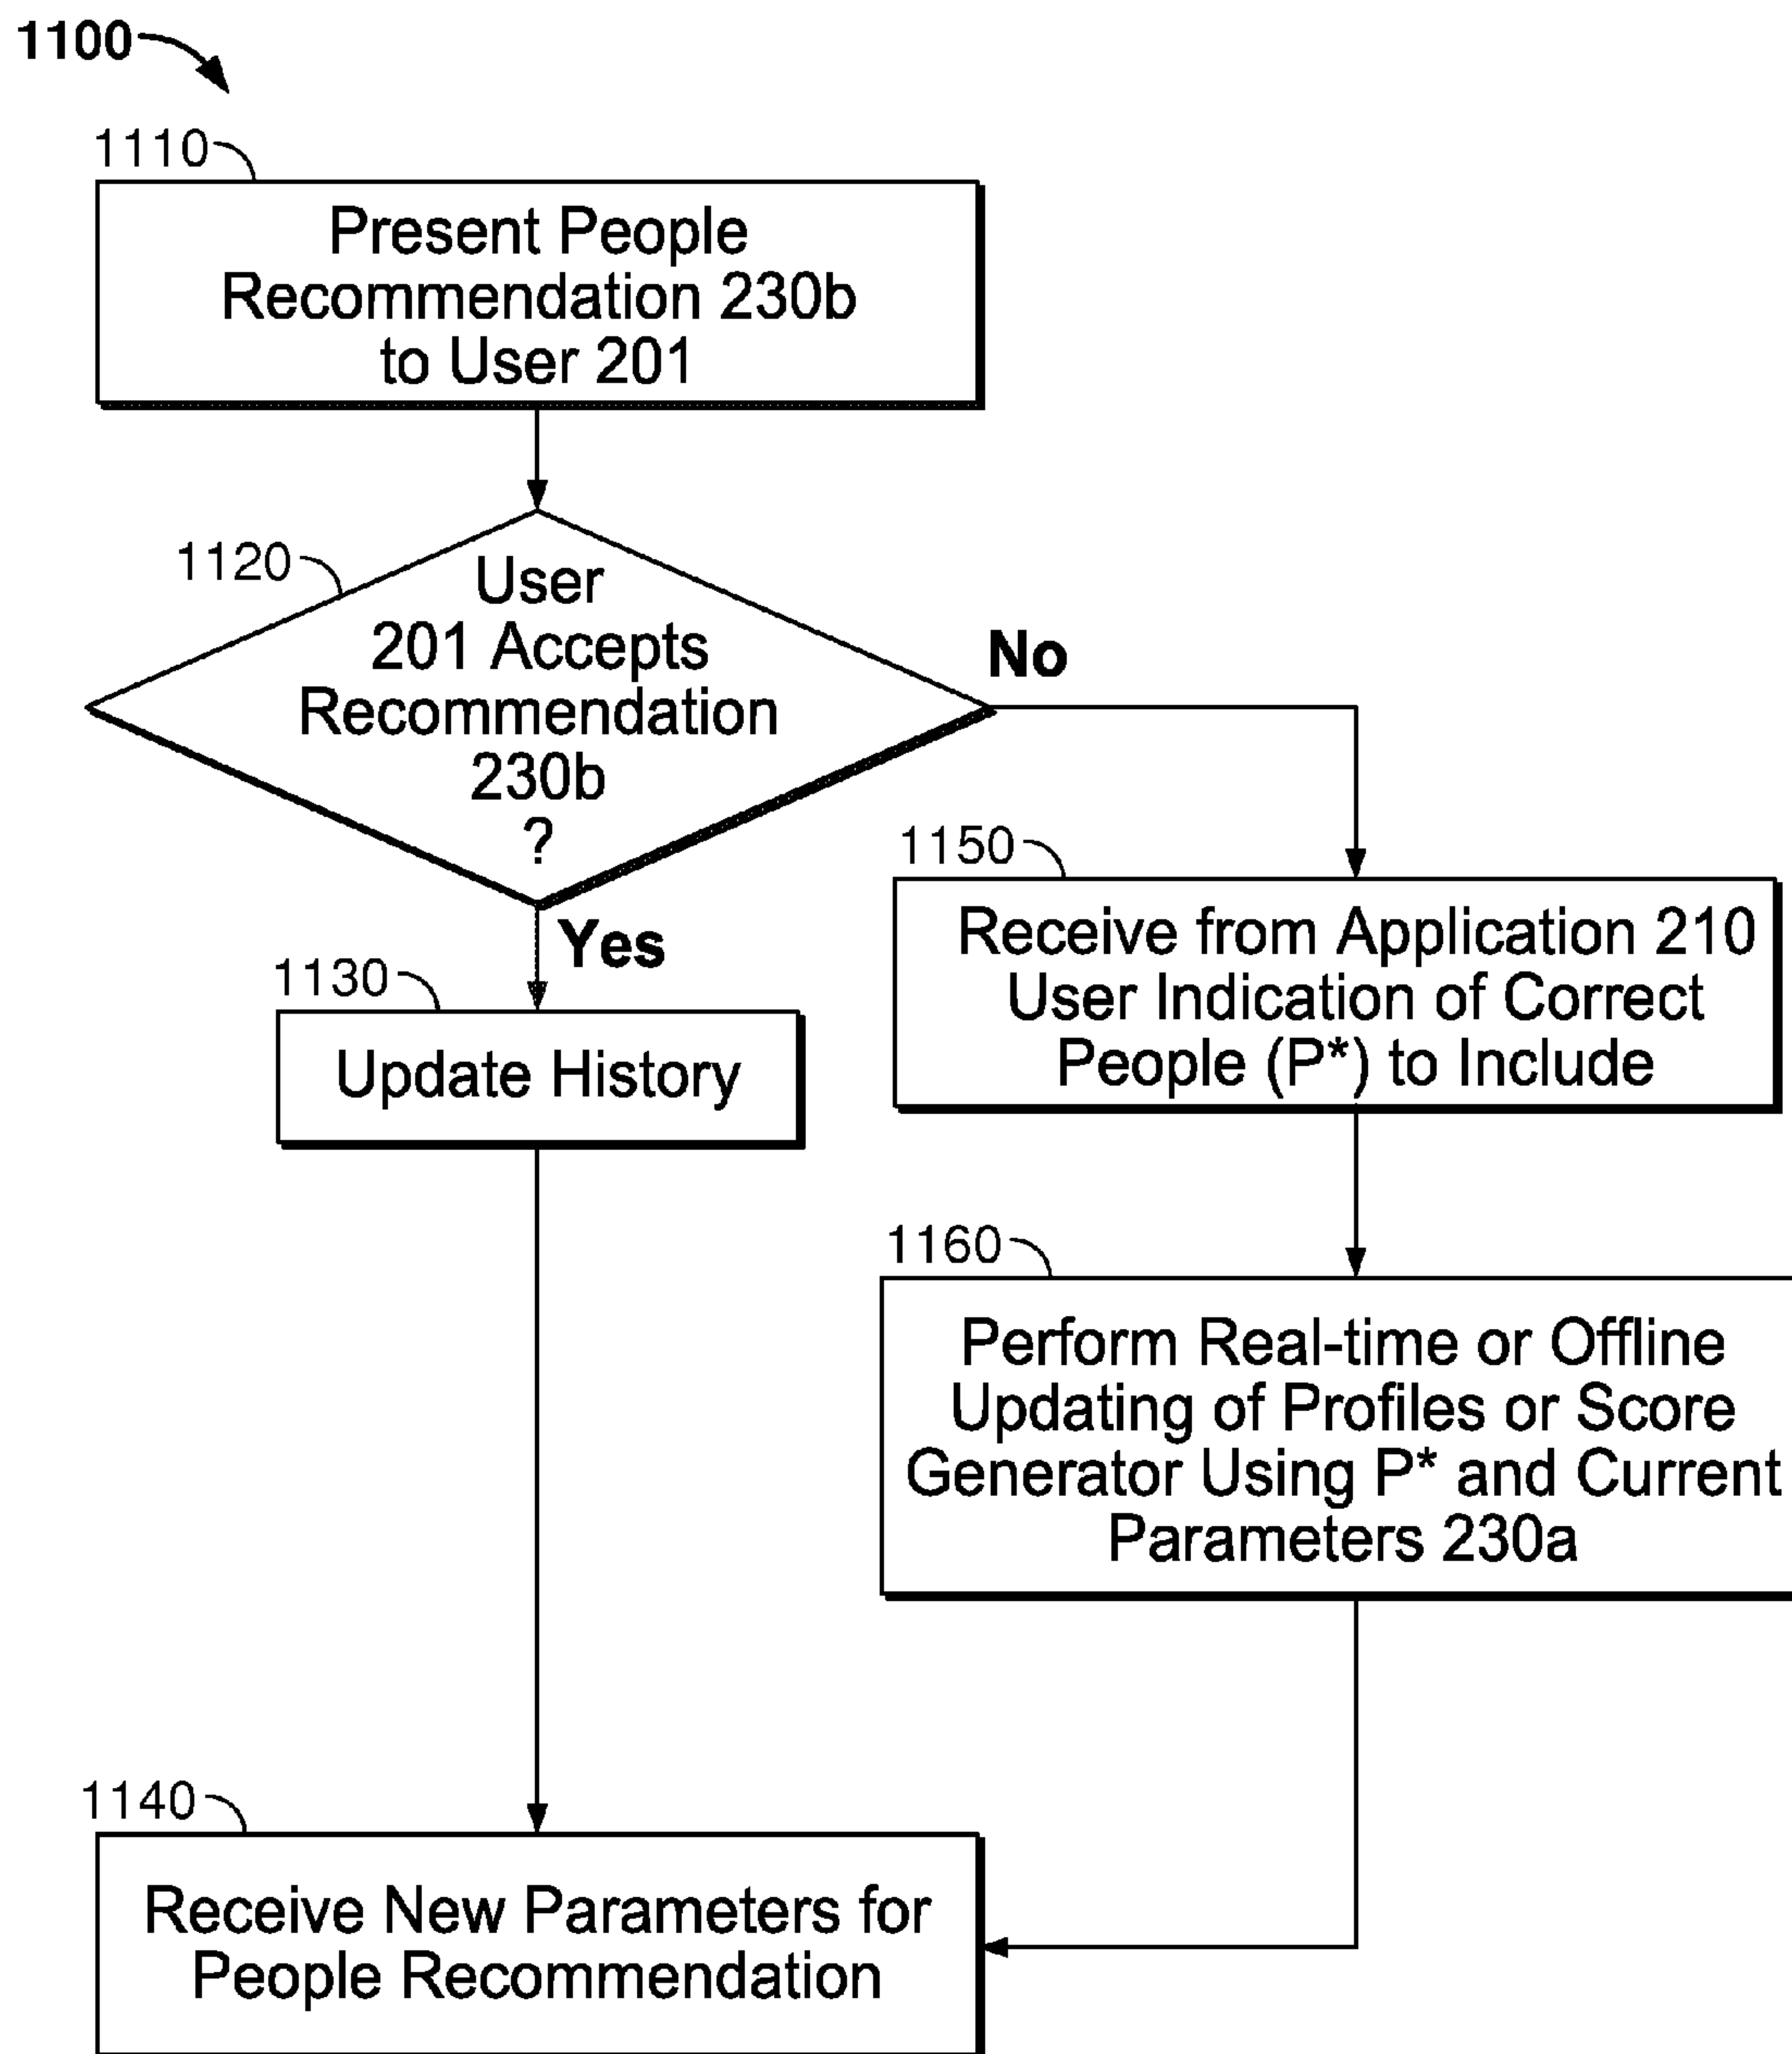 1100
1110
Present People
Recommendation 230b
to User 201
1120
User
201 Accepts
Recommendation
230b
?
No
Yes
1130
Update History
1150
Receive from Application 210
User Indication of Correct
People (P*) to Include
1160
Perform Real-time or Offline
Updating of Profiles or Score
Generator Using P* and Current
Parameters 230a
1140
Receive New Parameters for
People Recommendation